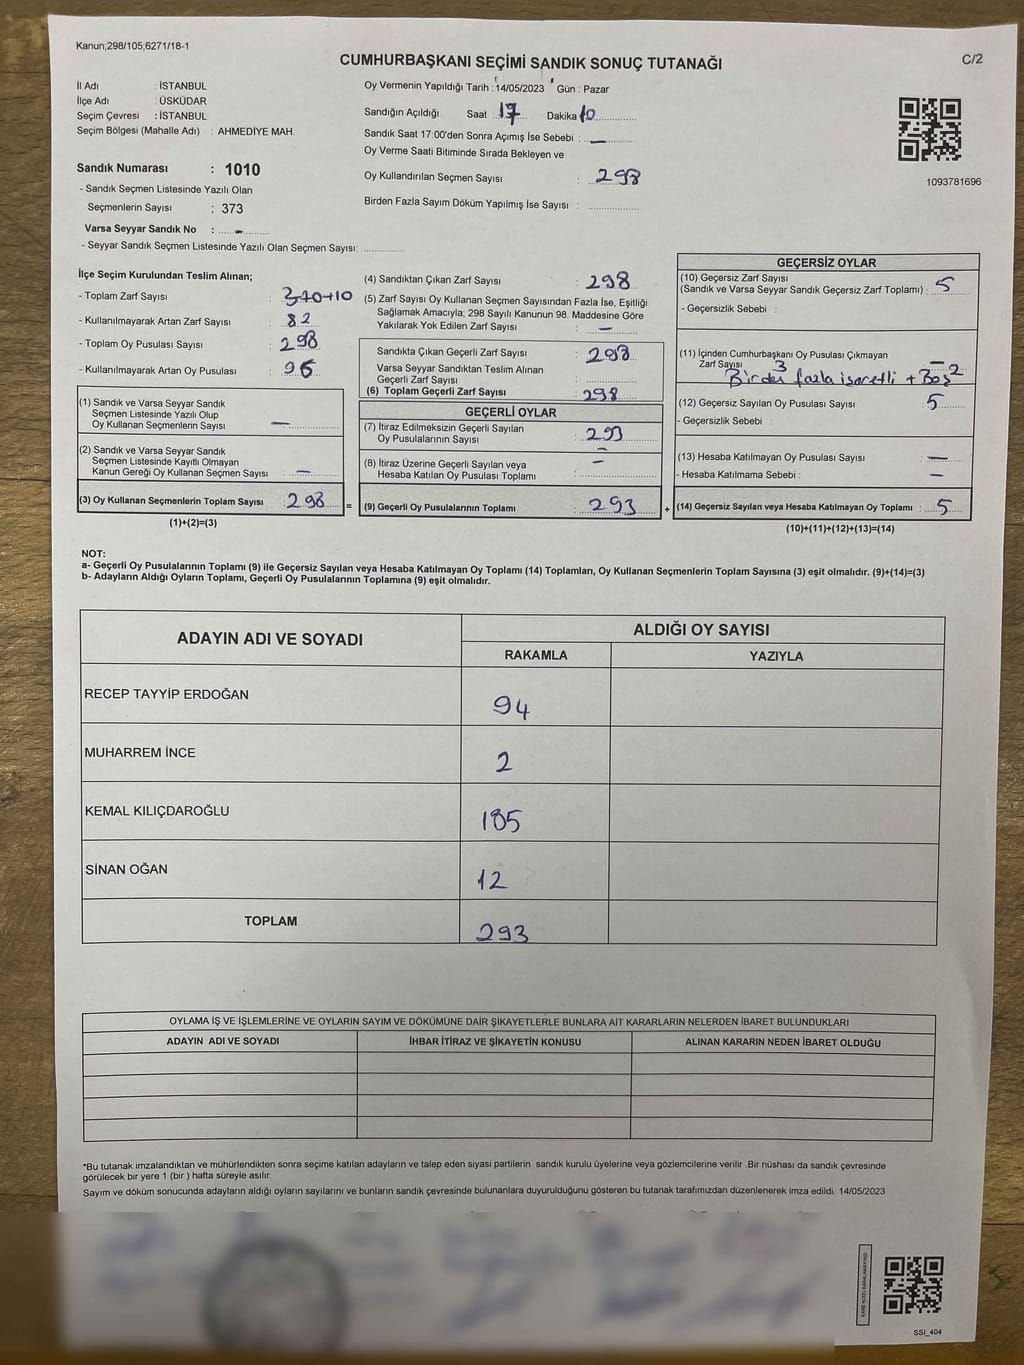 Kanun;298/105;6271/18-1
CUMHURBAŞKANI SEÇİMİ SANDIK SONUÇ TUTANAĞI
C/2
İl Adı : İSTANBUL
İlçe Adı : ÜSKÜDAR
Seçim Çevresi : İSTANBUL
Seçim Bölgesi (Mahalle Adı) : AHMEDİYE MAH.
Sandık Numarası : 1010
- Sandık Seçmen Listesinde Yazılı Olan
Seçmenlerin Sayısı : 373
Varsa Seyyar Sandık No : -
- Seyyar Sandık Seçmen Listesinde Yazılı Olan Seçmen Sayısı: ............
Oy Vermenin Yapıldığı Tarih : 14/05/2023 Gün : Pazar
Sandığın Açıldığı Saat 17 Dakika 10
Sandık Saat 17:00'den Sonra Açımış İse Sebebi : —
Oy Verme Saati Bitiminde Sırada Bekleyen ve
Oy Kullandırılan Seçmen Sayısı : 298
Birden Fazla Sayım Döküm Yapılmış İse Sayısı : ..............
1093781696
İlçe Seçim Kurulundan Teslim Alınan;
- Toplam Zarf Sayısı : 370+10
- Kullanılmayarak Artan Zarf Sayısı : 82
- Toplam Oy Pusulası Sayısı : 298
- Kullanılmayarak Artan Oy Pusulası : 96
(1) Sandık ve Varsa Seyyar Sandık
Seçmen Listesinde Yazılı Olup
Oy Kullanan Seçmenlerin Sayısı : —
(2) Sandık ve Varsa Seyyar Sandık
Seçmen Listesinde Kayıtlı Olmayan
Kanun Gereği Oy Kullanan Seçmen Sayısı : —
(3) Oy Kullanan Seçmenlerin Toplam Sayısı : 298 =
(1)+(2)=(3)
(4) Sandıktan Çıkan Zarf Sayısı : 298
(5) Zarf Sayısı Oy Kullanan Seçmen Sayısından Fazla İse, Eşitliği
Sağlamak Amacıyla; 298 Sayılı Kanunun 98. Maddesine Göre
Yakılarak Yok Edilen Zarf Sayısı : —
Sandıkta Çıkan Geçerli Zarf Sayısı : 298
Varsa Seyyar Sandıktan Teslim Alınan
Geçerli Zarf Sayısı
(6) Toplam Geçerli Zarf Sayısı : 298
GEÇERLİ OYLAR
(7) İtiraz Edilmeksizin Geçerli Sayılan
Oy Pusulalarının Sayısı : 293
(8) İtiraz Üzerine Geçerli Sayılan veya
Hesaba Katılan Oy Pusulası Toplamı : —
(9) Geçerli Oy Pusulalarının Toplamı : 293 +
GEÇERSİZ OYLAR
(10) Geçersiz Zarf Sayısı
(Sandık ve Varsa Seyyar Sandık Geçersiz Zarf Toplamı) : 5
- Geçersizlik Sebebi :
(11) İçinden Cumhurbaşkanı Oy Pusulası Çıkmayan
Zarf Sayısı —
3 Birden fazla işaretli + Boş 2
(12) Geçersiz Sayılan Oy Pusulası Sayısı : 5
- Geçersizlik Sebebi :
(13) Hesaba Katılmayan Oy Pusulası Sayısı : —
- Hesaba Katılmama Sebebi : —
(14) Geçersiz Sayılan veya Hesaba Katılmayan Oy Toplamı : 5
(10)+(11)+(12)+(13)=(14)
NOT:
a- Geçerli Oy Pusulalarının Toplamı (9) ile Geçersiz Sayılan veya Hesaba Katılmayan Oy Toplamı (14) Toplamları, Oy Kullanan Seçmenlerin Toplam Sayısına (3) eşit olmalıdır. (9)+(14)=(3)
b- Adayların Aldığı Oyların Toplamı, Geçerli Oy Pusulalarının Toplamına (9) eşit olmalıdır.
ADAYIN ADI VE SOYADI
ALDIĞI OY SAYISI
RAKAMLA YAZIYLA
RECEP TAYYİP ERDOĞAN 94
MUHARREM İNCE 2
KEMAL KILIÇDAROĞLU 185
SİNAN OĞAN 12
TOPLAM 293
OYLAMA İŞ VE İŞLEMLERİNE VE OYLARIN SAYIM VE DÖKÜMÜNE DAİR ŞİKAYETLERLE BUNLARA AİT KARARLARIN NELERDEN İBARET BULUNDUKLARI
ADAYIN ADI VE SOYADI İHBAR İTİRAZ VE ŞİKAYETİN KONUSU ALINAN KARARIN NEDEN İBARET OLDUĞU
*Bu tutanak imzalandıktan ve mühürlendikten sonra seçime katılan adayların ve talep eden siyasi partilerin sandık kurulu üyelerine veya gözlemcilerine verilir .Bir nüshası da sandık çevresinde
görülecek bir yere 1 (bir ) hafta süreyle asılır.
Sayım ve döküm sonucunda adayların aldığı oyların sayılarını ve bunların sandık çevresinde bulunanlara duyurulduğunu gösteren bu tutanak tarafımızdan düzenlenerek imza edildi. 14/05/2023
KARE KODU KARALAMAYINIZ!
SSI_404